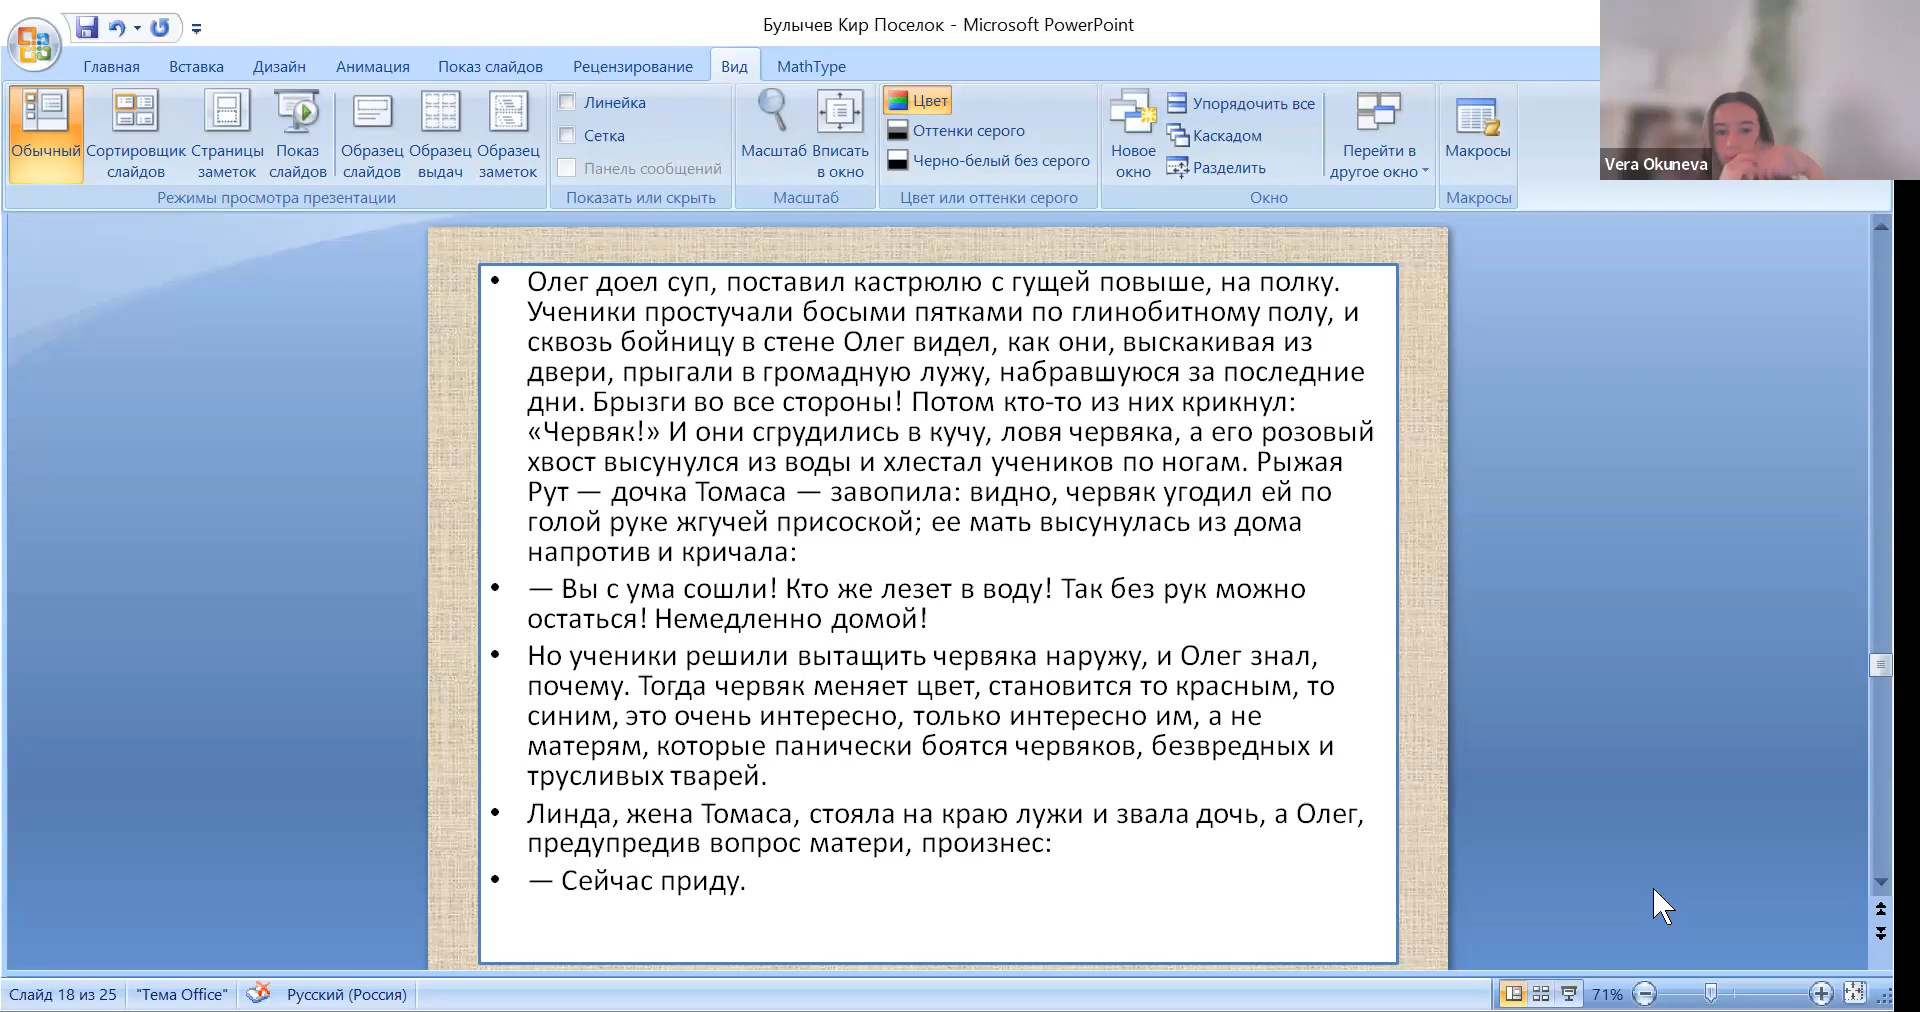 Булычев Кир Поселок - Microsoft PowerPoint
Главная Вставка Дизайн Анимация Показ слайдов Рецензирование Вид MathType
Обычный
Сортировщик слайдов
Страницы заметок
Показ слайдов
Образец слайдов
Образец выдач
Образец заметок
Режимы просмотра презентации
Линейка
Сетка
Панель сообщений
Показать или скрыть
Масштаб
Вписать в окно
Масштаб
Цвет
Оттенки серого
Черно-белый без серого
Цвет или оттенки серого
Новое окно
Упорядочить все
Каскадом
Разделить
Перейти в другое окно
Окно
Макросы
Макросы
Vera Okuneva
• Олег доел суп, поставил кастрюлю с гущей повыше, на полку.
Ученики простучали босыми пятками по глинобитному полу, и
сквозь бойницу в стене Олег видел, как они, выскакивая из
двери, прыгали в громадную лужу, набравшуюся за последние
дни. Брызги во все стороны! Потом кто-то из них крикнул:
«Червяк!» И они сгрудились в кучу, ловя червяка, а его розовый
хвост высунулся из воды и хлестал учеников по ногам. Рыжая
Рут — дочка Томаса — завопила: видно, червяк угодил ей по
голой руке жгучей присоской; ее мать высунулась из дома
напротив и кричала:
• — Вы с ума сошли! Кто же лезет в воду! Так без рук можно
остаться! Немедленно домой!
• Но ученики решили вытащить червяка наружу, и Олег знал,
почему. Тогда червяк меняет цвет, становится то красным, то
синим, это очень интересно, только интересно им, а не
матерям, которые панически боятся червяков, безвредных и
трусливых тварей.
• Линда, жена Томаса, стояла на краю лужи и звала дочь, а Олег,
предупредив вопрос матери, произнес:
• — Сейчас приду.
Слайд 18 из 25 "Тема Office" Русский (Россия) 71%